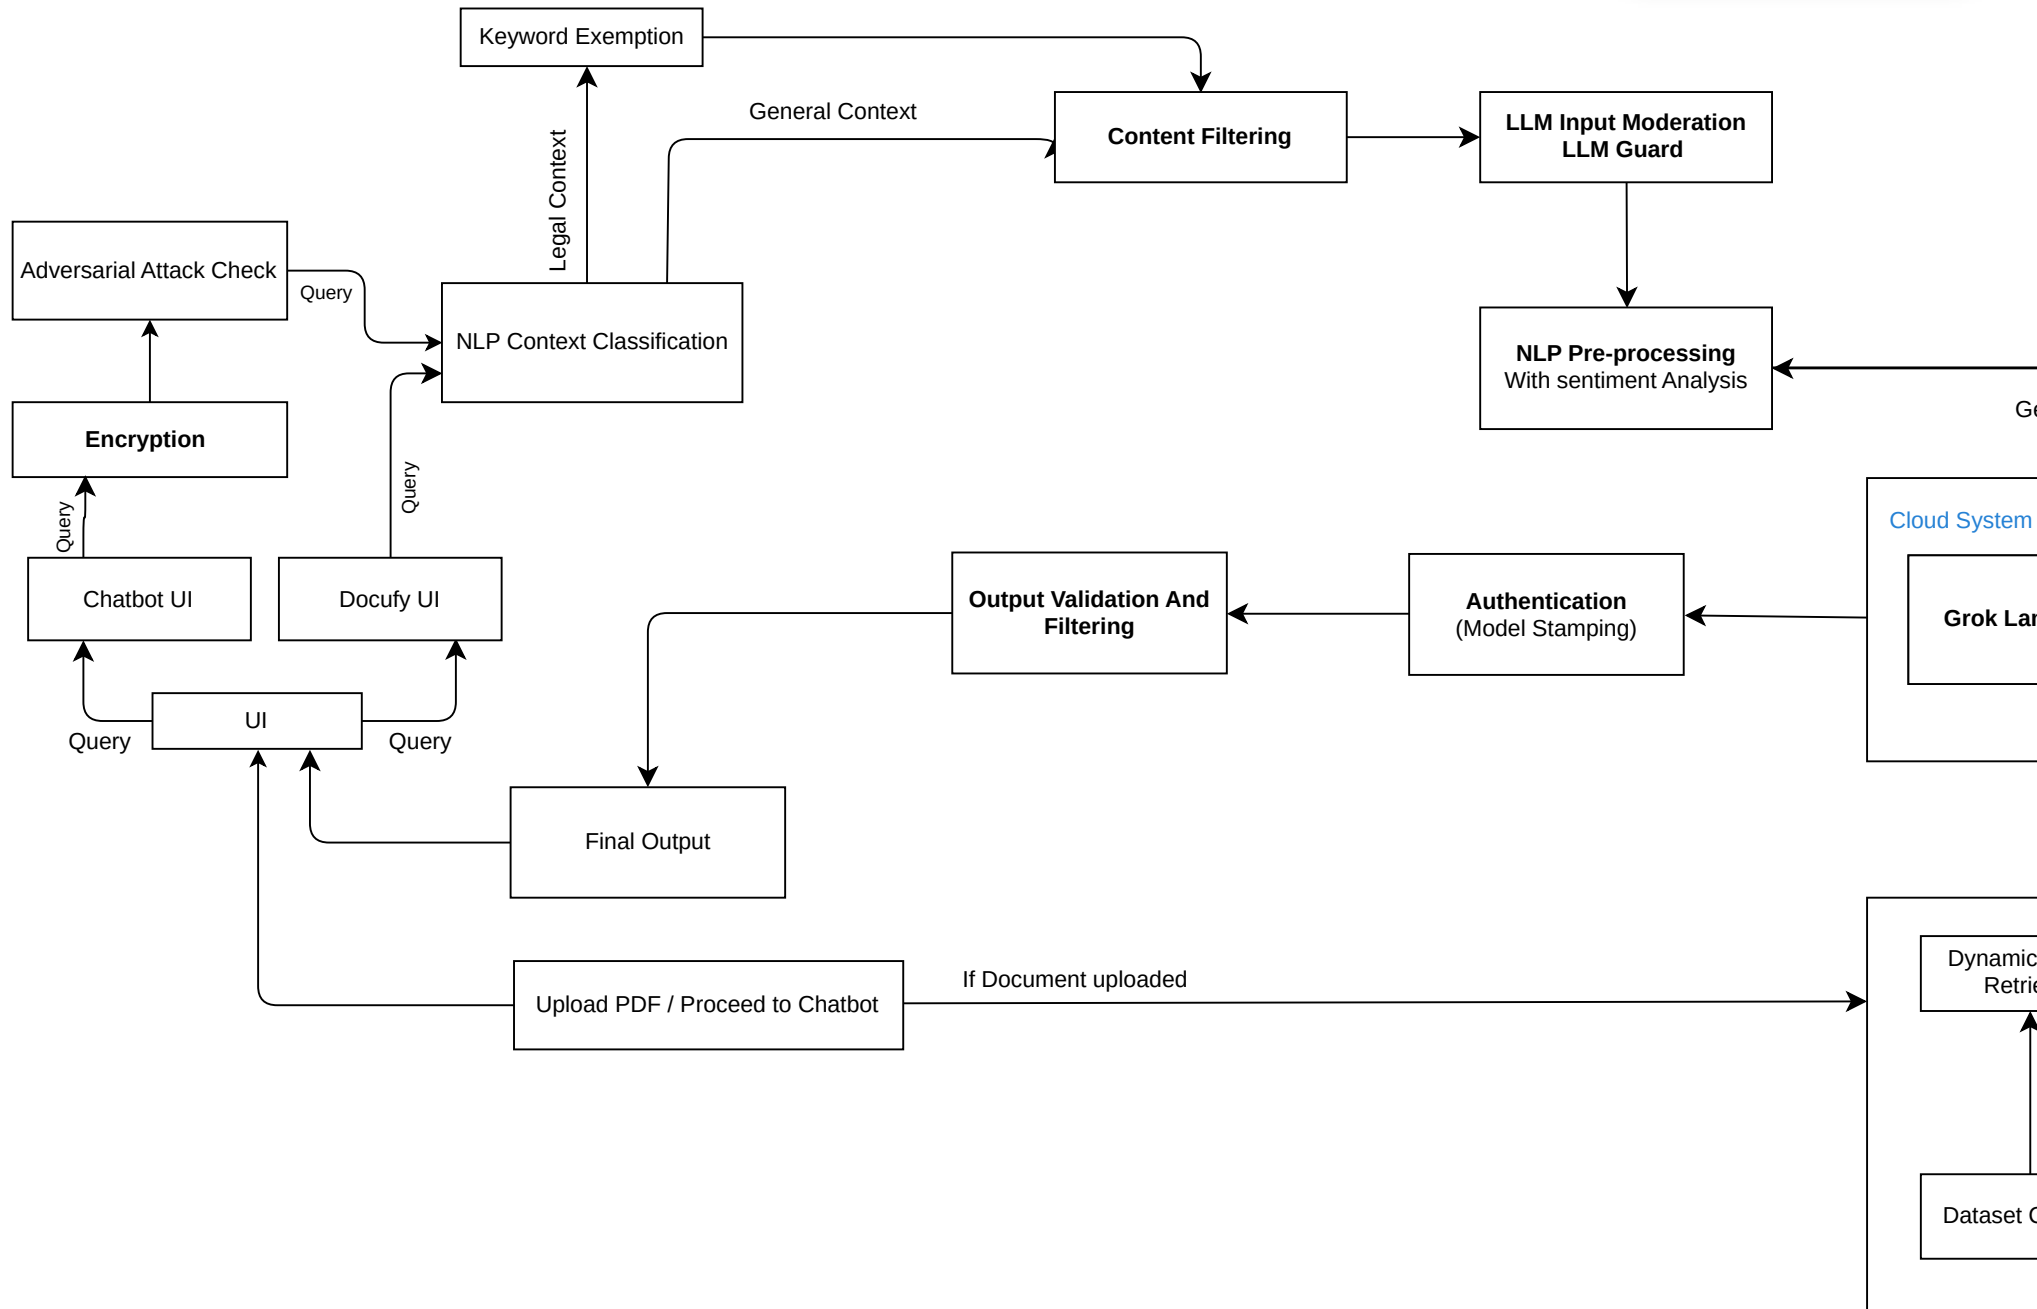 Keyword Exemption
General Context
Content Filtering
LLM Input Moderation
LLM Guard
Legal Context
Adversarial Attack Check
Query
NLP Context Classification
NLP Pre-processing
With sentiment Analysis
Encryption
Query
Query
Cloud System
Chatbot UI
Docufy UI
Output Validation And
Filtering
Authentication
(Model Stamping)
Grok
UI
Query
Query
Final Output
Dynamic
If Document uploaded
Upload PDF / Proceed to Chatbot
Dataset